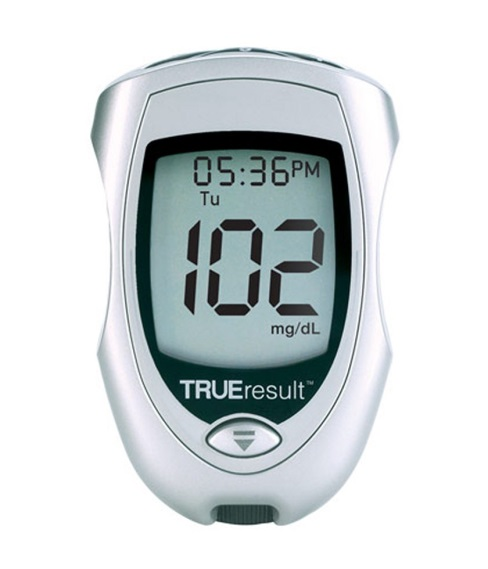 05:36PM
Tu
102
mg/dL
TRUEresult™